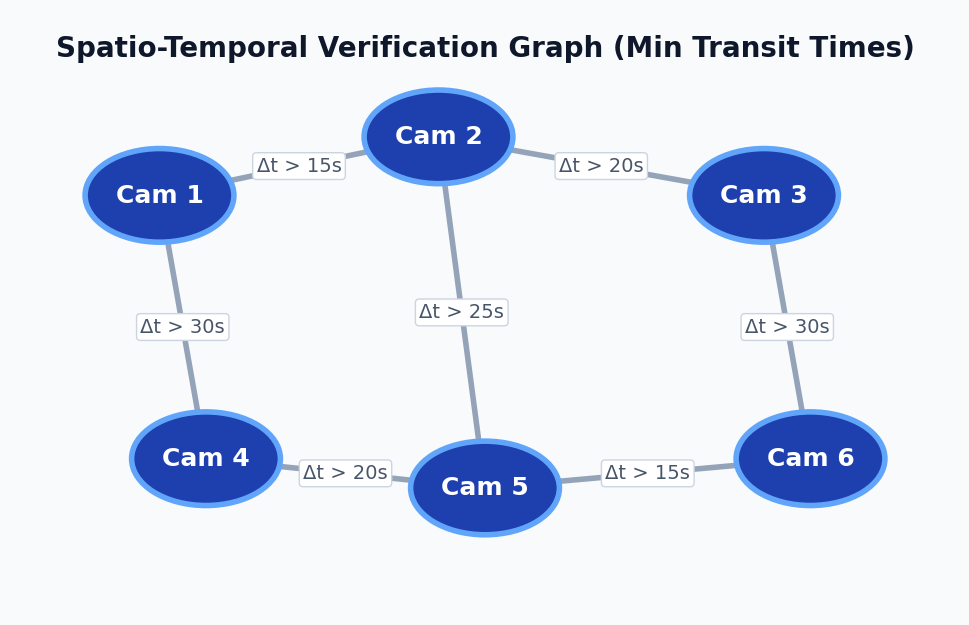 Spatio-Temporal Verification Graph (Min Transit Times)
Cam 2
Δt > 15s
Δt > 20s
Cam 1
Cam 3
Δt > 25s
Δt > 30s
Δt > 30s
Cam 4
Cam 6
Δt > 20s
Δt > 15s
Cam 5